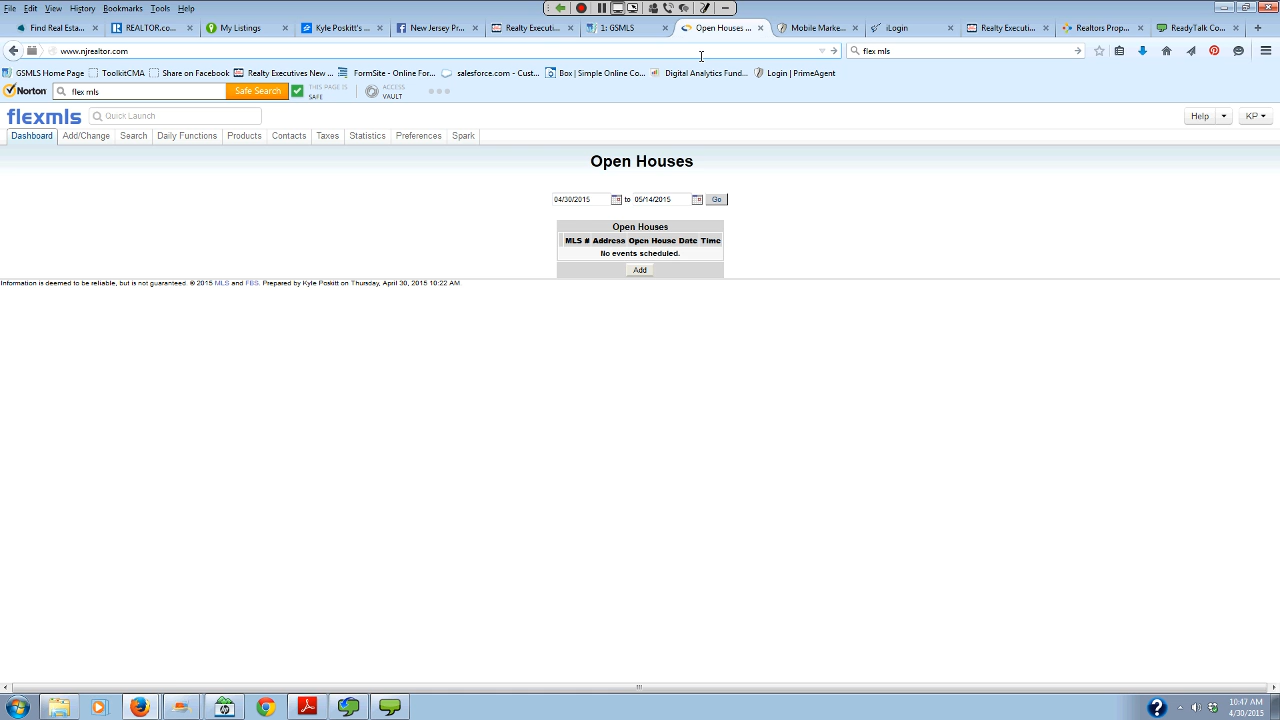 File Edit View History Bookmarks Tools Help
Find Real Esta... REALTOR.co... My Listings Kyle Poskitt's ... New Jersey Pr... Realty Executi... 1: GSMLS Open Houses ... Mobile Market... iLogin Realty Executi... Realtor Prop... ReadyTalk Co...
www.njrealtor.com flex mls
GSMLS Home Page ToolkitCMA Share on Facebook Realty Executives New ... FormSite - Online For... salesforce.com - Cust... Box | Simple Online Co... Digital Analytics Fund... Login | PrimeAgent
Norton flex mls Safe Search THIS PAGE IS SAFE ACCESS VAULT
flexmls Quick Launch Help KP
Dashboard Add/Change Search Daily Functions Products Contacts Taxes Statistics Preferences Spark
Open Houses
04/30/2015 to 05/14/2015 Go
Open Houses
MLS # Address Open House Date Time
No events scheduled.
Add
Information is deemed to be reliable, but is not guaranteed. © 2015 MLS and FBS. Prepared by Kyle Poskitt on Thursday, April 30, 2015 10:22 AM.
10:47 AM
4/30/2015